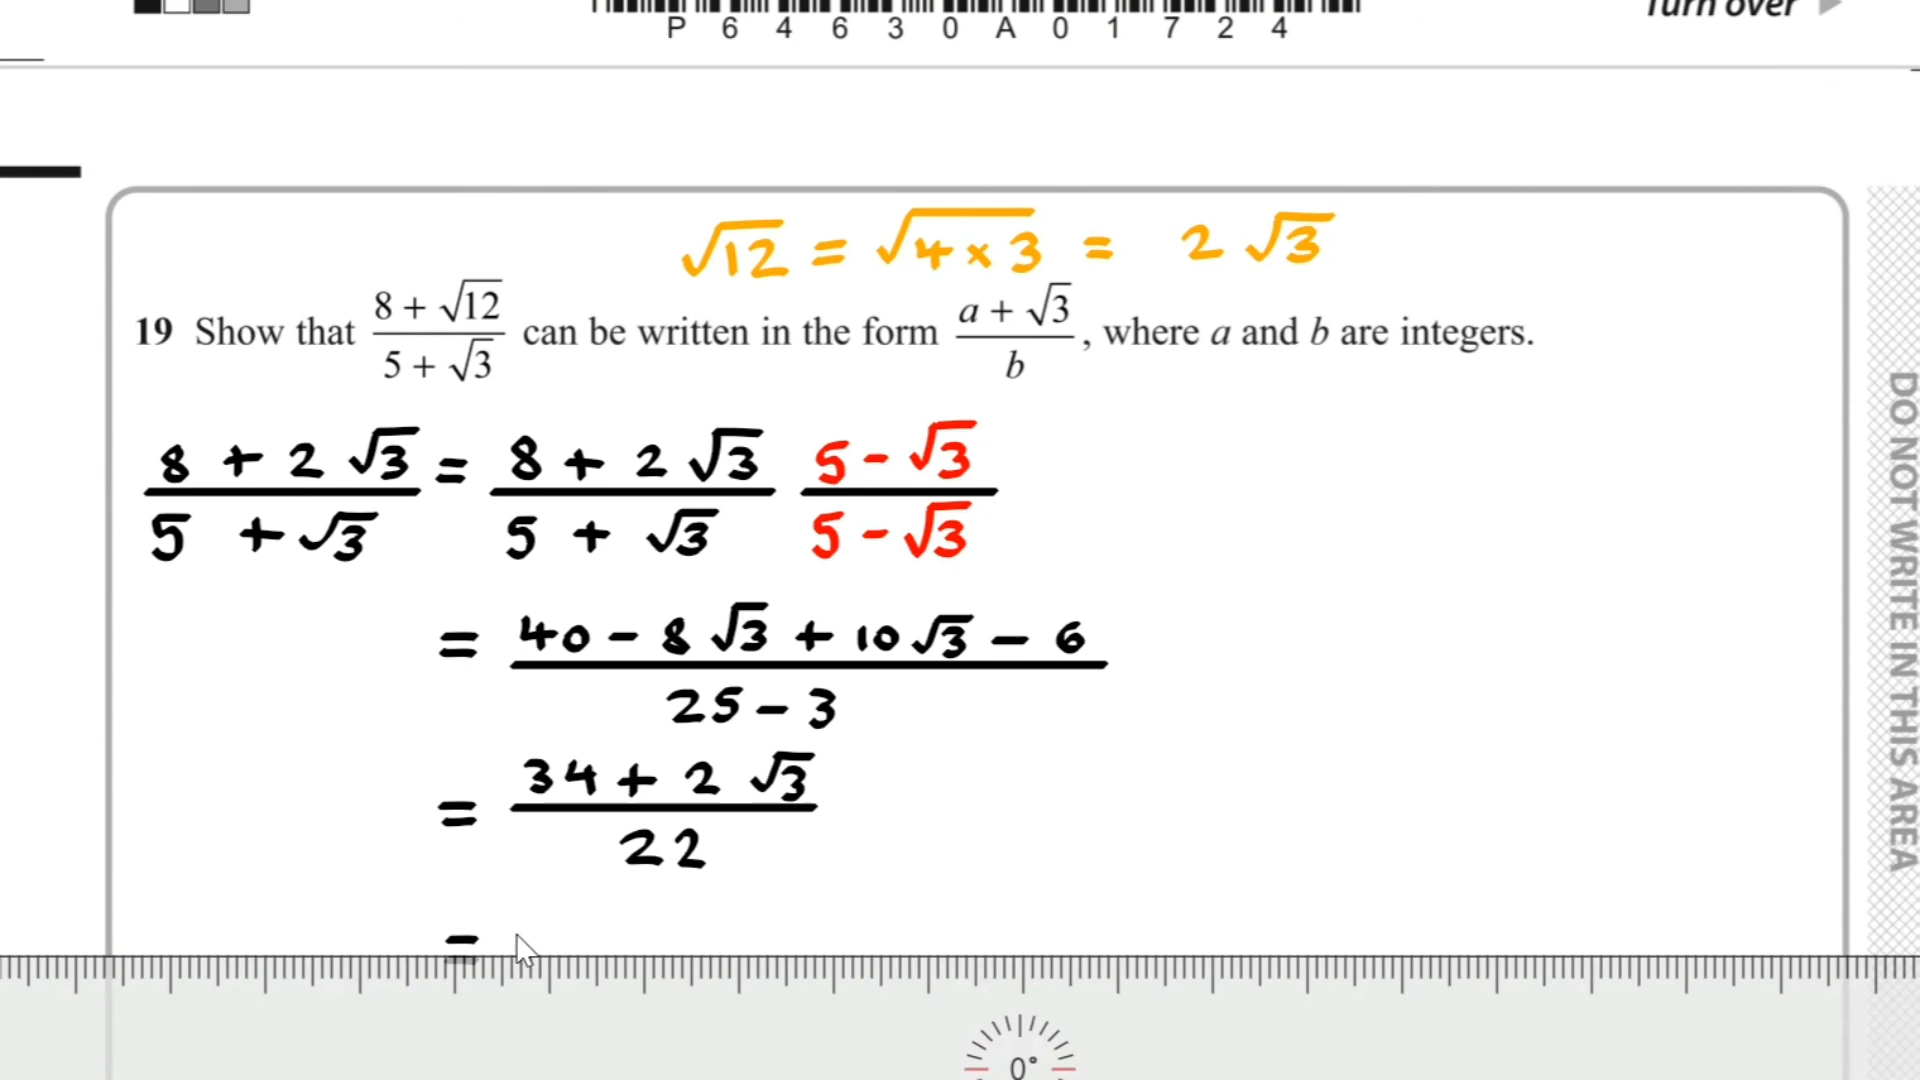 Turn over
P 6 4 6 3 0 A 0 1 7 2 4
√12 = √4×3 = 2√3
19 Show that (8 + √12)/(5 + √3) can be written in the form (a + √3)/b, where a and b are integers.
(8 + 2√3)/(5 + √3) = (8 + 2√3)/(5 + √3) (5 - √3)/(5 - √3)
= (40 - 8√3 + 10√3 - 6)/(25 - 3)
= (34 + 2√3)/22
=
0°
DO NOT WRITE IN THIS AREA